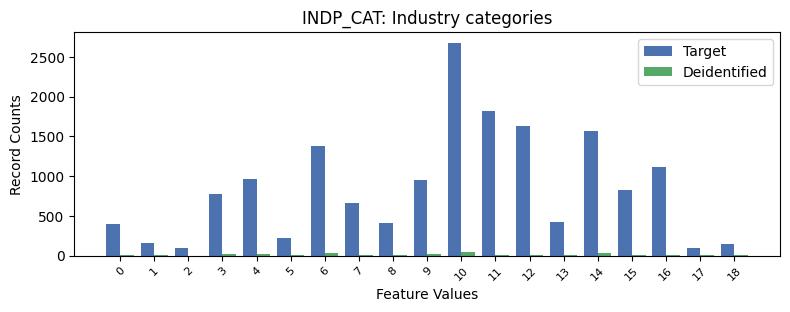 INDP_CAT: Industry categories
Target
Deidentified
Record Counts
2500
2000
1500
1000
500
0
0 1 2 3 4 5 6 7 8 9 10 11 12 13 14 15 16 17 18
Feature Values